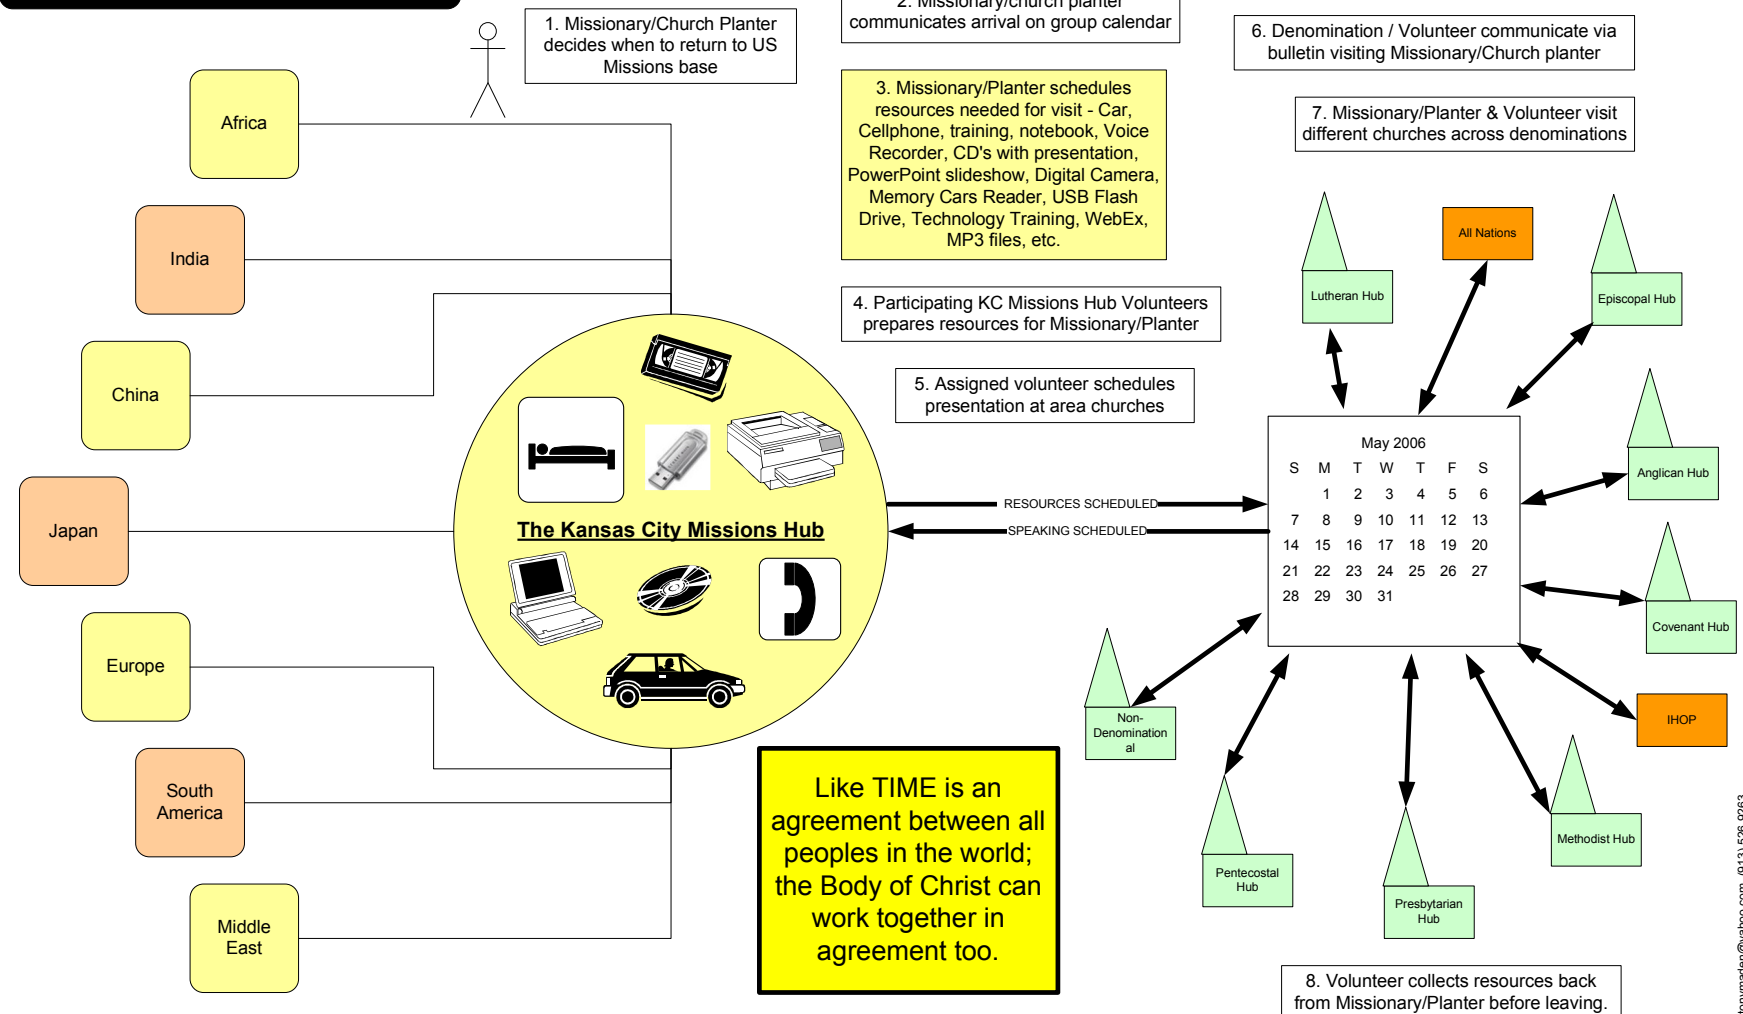 1. Missionary/Church Planter
decides when to return to US
Missions base
2. Missionary/church planter
communicates arrival on group calendar
3. Missionary/Planter schedules
resources needed for visit - Car,
Cellphone, training, notebook, Voice
Recorder, CD's with presentation,
PowerPoint slideshow, Digital Camera,
Memory Cars Reader, USB Flash
Drive, Technology Training, WebEx,
MP3 files, etc.
4. Participating KC Missions Hub Volunteers
prepares resources for Missionary/Planter
5. Assigned volunteer schedules
presentation at area churches
6. Denomination / Volunteer communicate via
bulletin visiting Missionary/Church planter
7. Missionary/Planter & Volunteer visit
different churches across denominations
Africa
India
China
Japan
Europe
South
America
Middle
East
The Kansas City Missions Hub
RESOURCES SCHEDULED
SPEAKING SCHEDULED
Lutheran Hub
All Nations
Episcopal Hub
Anglican Hub
Covenant Hub
IHOP
Methodist Hub
Presbytarian
Hub
Pentecostal
Hub
Non-
Denomination
al
May 2006
S M T W T F S
1 2 3 4 5 6
7 8 9 10 11 12 13
14 15 16 17 18 19 20
21 22 23 24 25 26 27
28 29 30 31
Like TIME is an
agreement between all
peoples in the world;
the Body of Christ can
work together in
agreement too.
8. Volunteer collects resources back
from Missionary/Planter before leaving.
tonymaden@yahoo.com (913) 526-9263